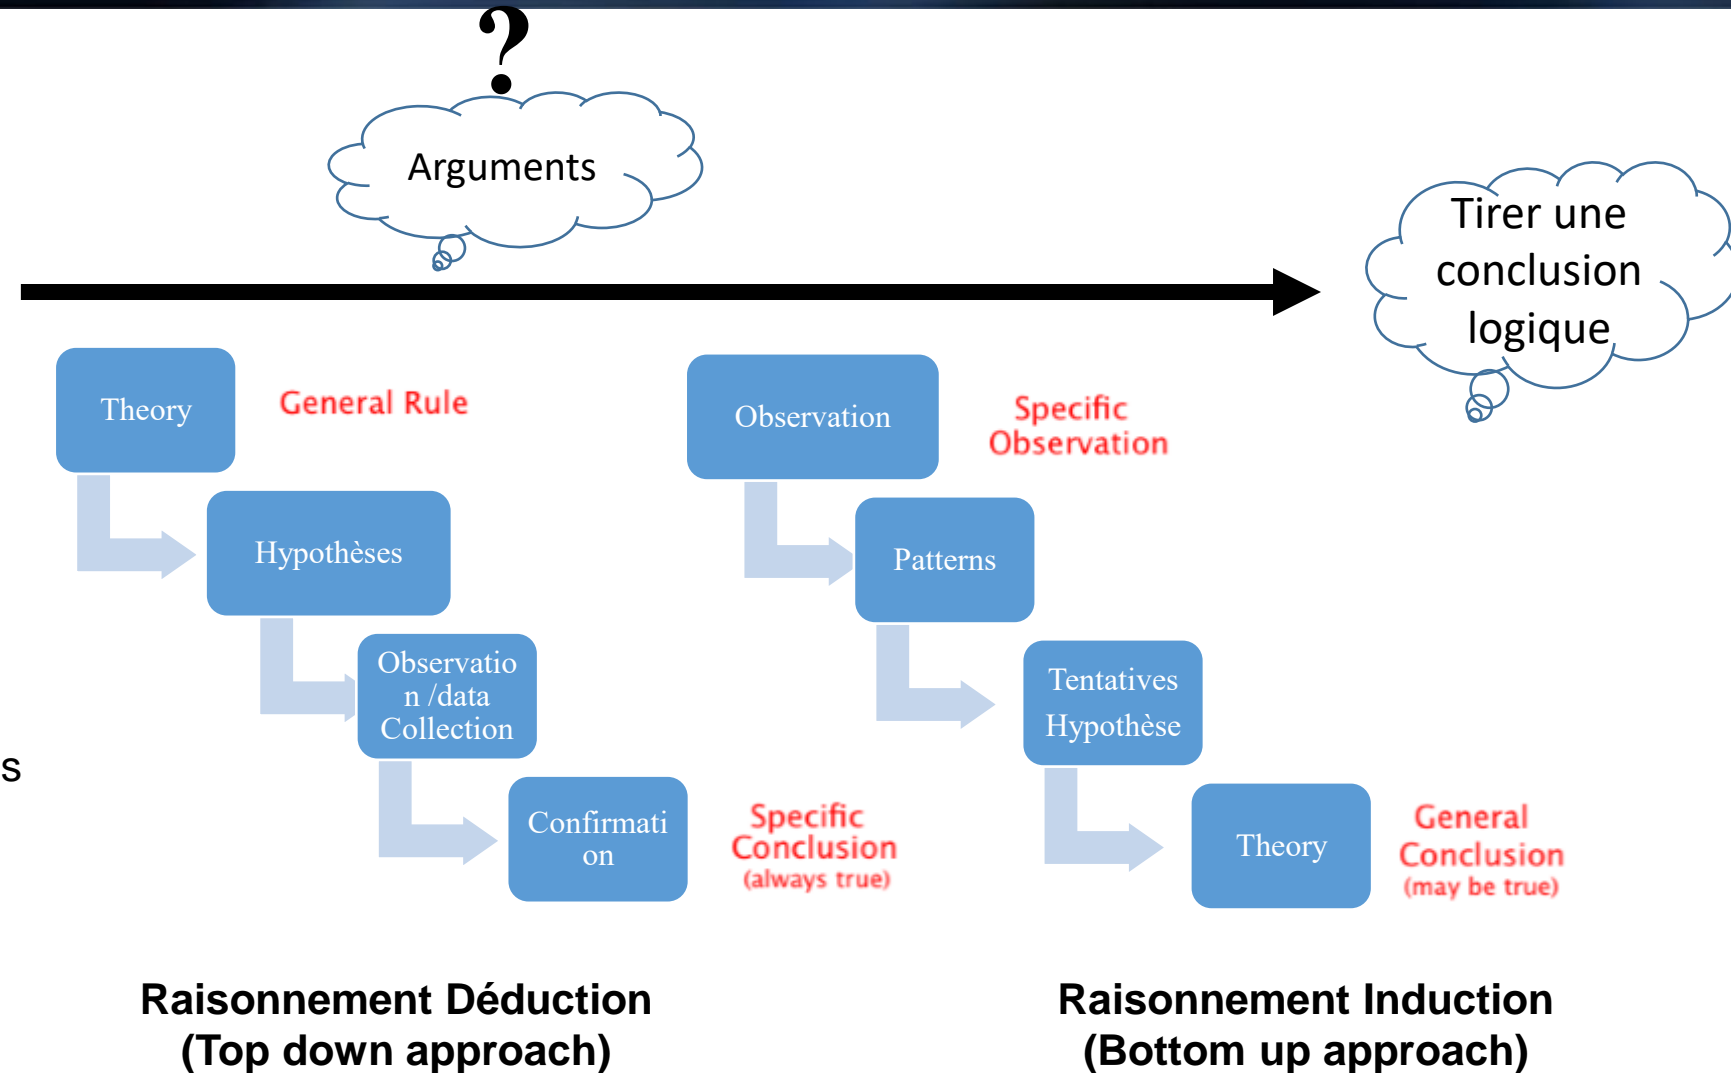 ?
Arguments
Tirer une
conclusion
logique
Theory
General Rule
Hypothèses
Observatio
n /data
Collection
s
Confirmati
on
Specific
Conclusion
(always true)
Raisonnement Déduction
(Top down approach)
Observation
Specific
Observation
Patterns
Tentatives
Hypothèse
Theory
General
Conclusion
(may be true)
Raisonnement Induction
(Bottom up approach)